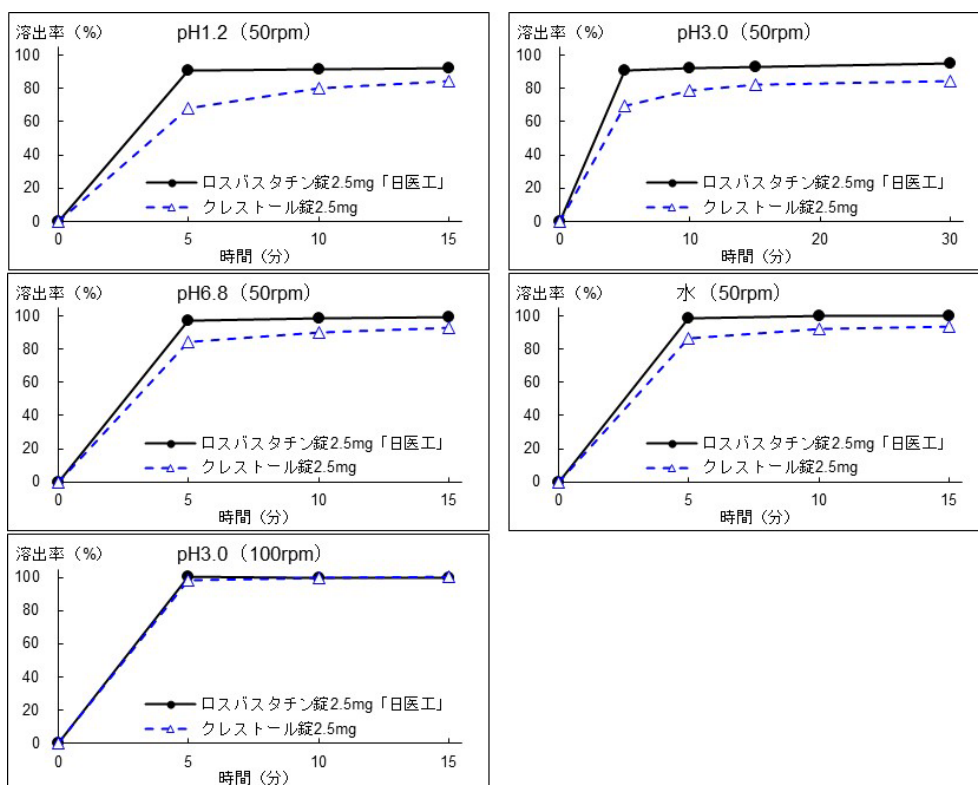 溶出率（%）
pH1.2（50rpm）
100
80
60
40
20
0
ロスバスタチン錠2.5mg「日医工」
クレストール錠2.5mg
0 5 10 15
時間（分）
溶出率（%）
pH3.0（50rpm）
100
80
60
40
20
0
ロスバスタチン錠2.5mg「日医工」
クレストール錠2.5mg
0 10 20 30
時間（分）
溶出率（%）
pH6.8（50rpm）
100
80
60
40
20
0
ロスバスタチン錠2.5mg「日医工」
クレストール錠2.5mg
0 5 10 15
時間（分）
溶出率（%）
水（50rpm）
100
80
60
40
20
0
ロスバスタチン錠2.5mg「日医工」
クレストール錠2.5mg
0 5 10 15
時間（分）
溶出率（%）
pH3.0（100rpm）
100
80
60
40
20
0
ロスバスタチン錠2.5mg「日医工」
クレストール錠2.5mg
0 5 10 15
時間（分）